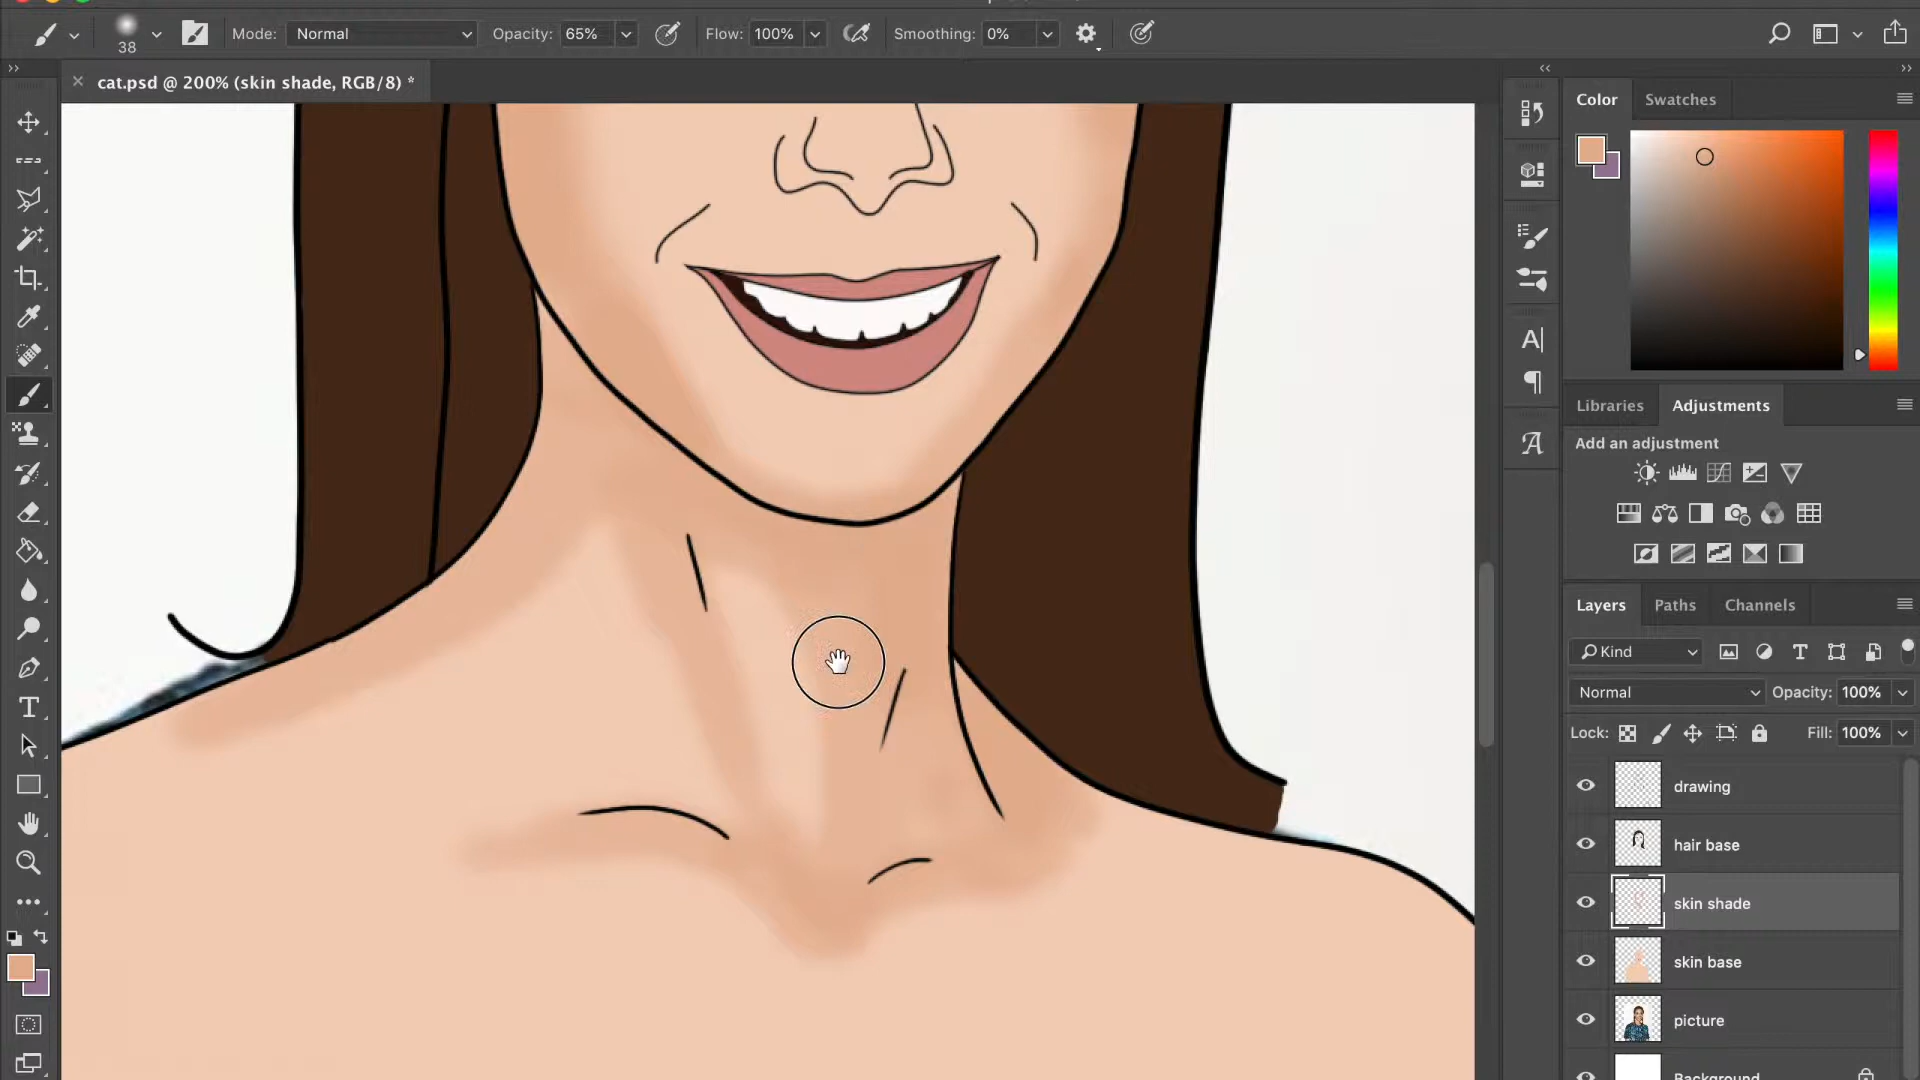 38 Mode: Normal Opacity: 65% Flow: 100% Smoothing: 0%
cat.psd @ 200% (skin shade, RGB/8) *
Color Swatches
Libraries Adjustments
Add an adjustment
Layers Paths Channels
Kind
Normal Opacity: 100%
Lock: Fill: 100%
drawing
hair base
skin shade
skin base
picture
Background